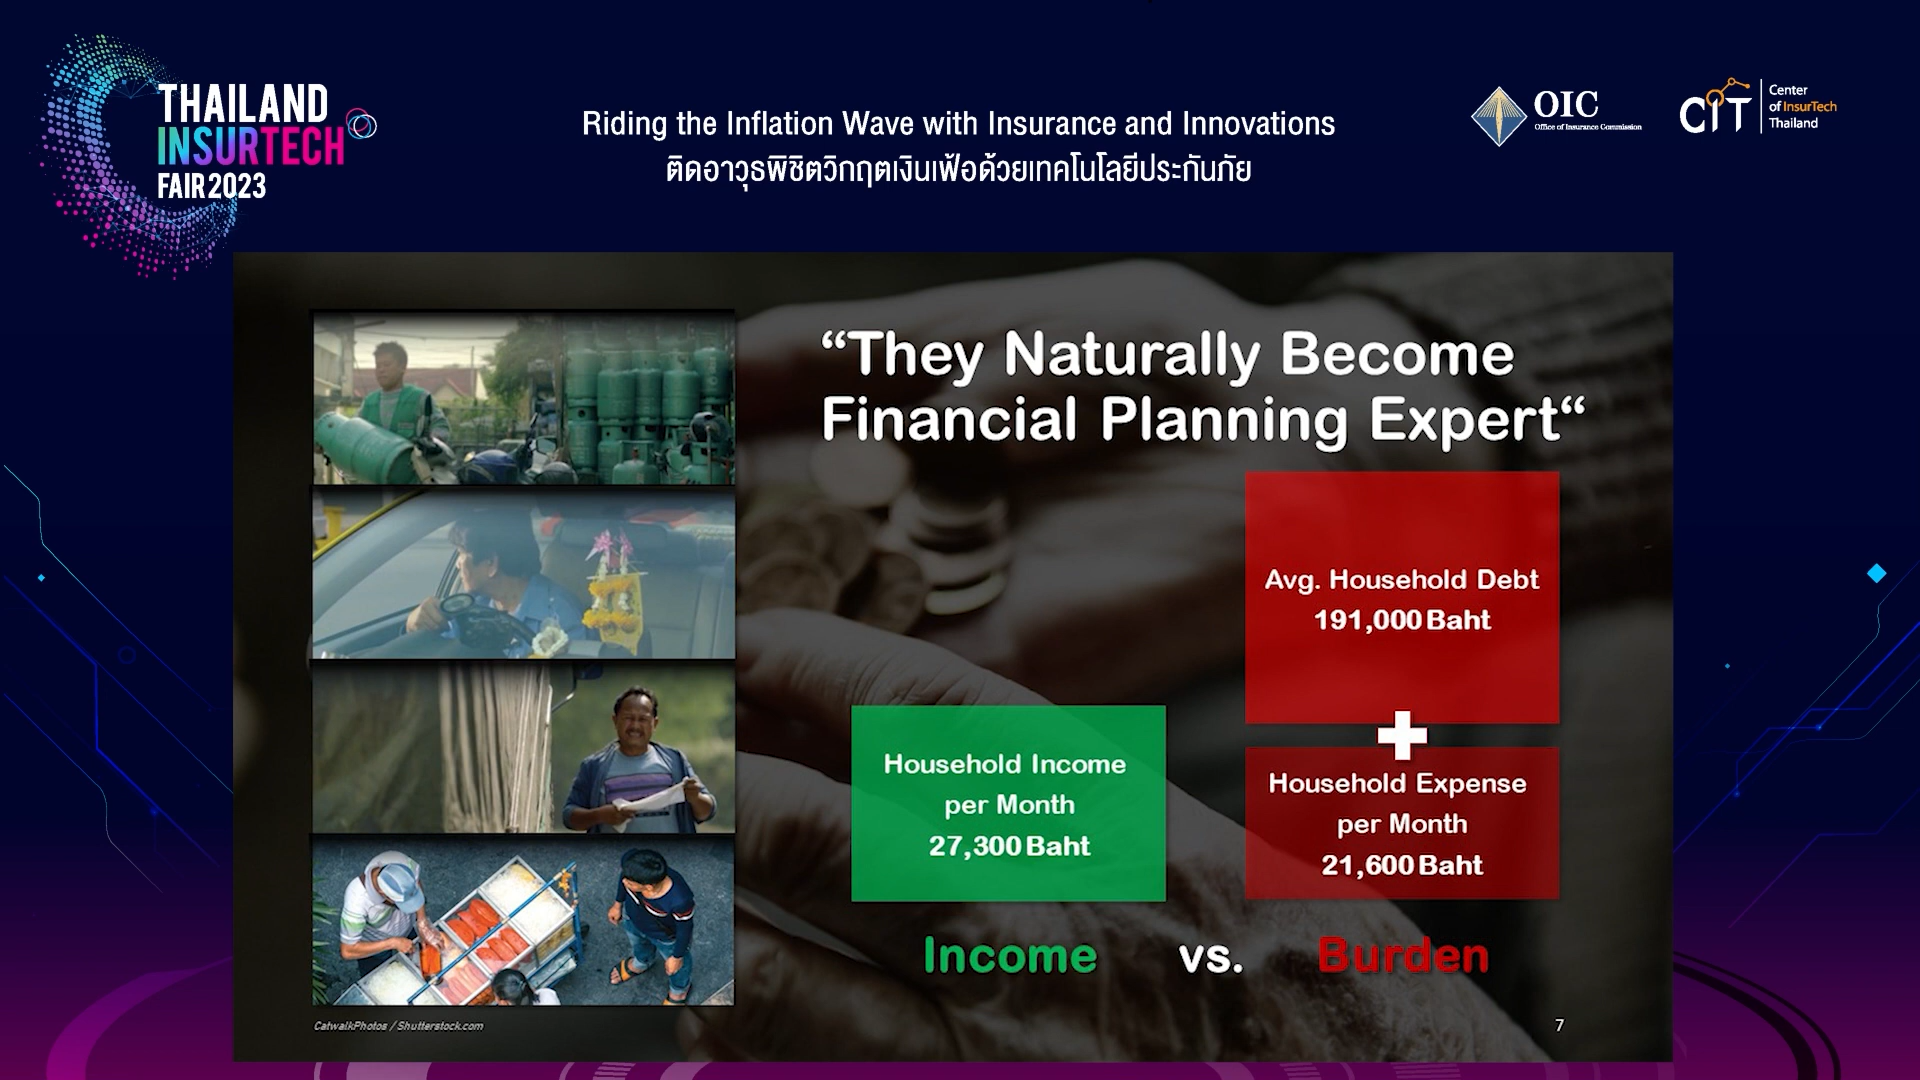 THAILAND
INSURTECH
FAIR 2023
Riding the Inflation Wave with Insurance and Innovations
ติดอาวุธพิชิตวิกฤตเงินเฟ้อด้วยเทคโนโลยีประกันภัย
OIC
Office of Insurance Commission
CIT
Center
of InsurTech
Thailand
“They Naturally Become
Financial Planning Expert“
Avg. Household Debt
191,000 Baht
Household Income
per Month
27,300 Baht
Household Expense
per Month
21,600 Baht
Income vs. Burden
CatwalkPhotos / Shutterstock.com
7